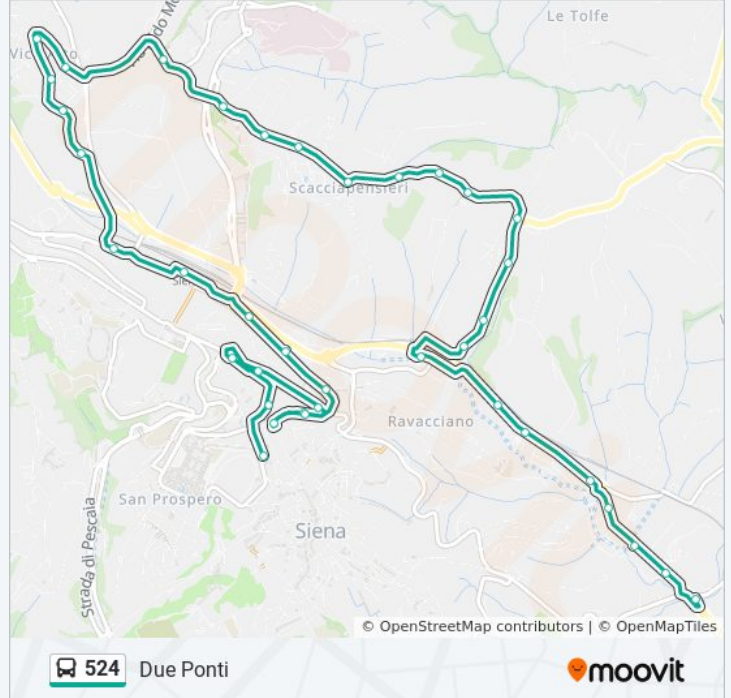 Le Tolfe
Scacciapensieri
Ravacciano
San Prospero
Siena
Strada di Pescaia
© OpenStreetMap contributors | © OpenMapTiles
524 Due Ponti
moovit